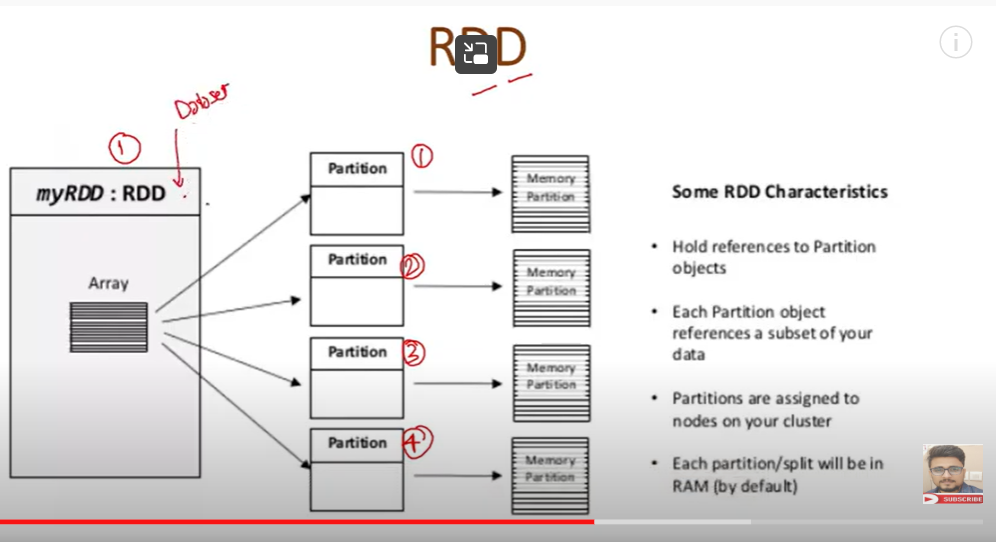 RDD
Dataset
1
myRDD : RDD
Array
Partition
1
Memory
Partition
Partition
2
Memory
Partition
Partition
3
Memory
Partition
Partition
4
Memory
Partition
Some RDD Characteristics
• Hold references to Partition
objects
• Each Partition object
references a subset of your
data
• Partitions are assigned to
nodes on your cluster
• Each partition/split will be in
RAM (by default)
SUBSCRIBE